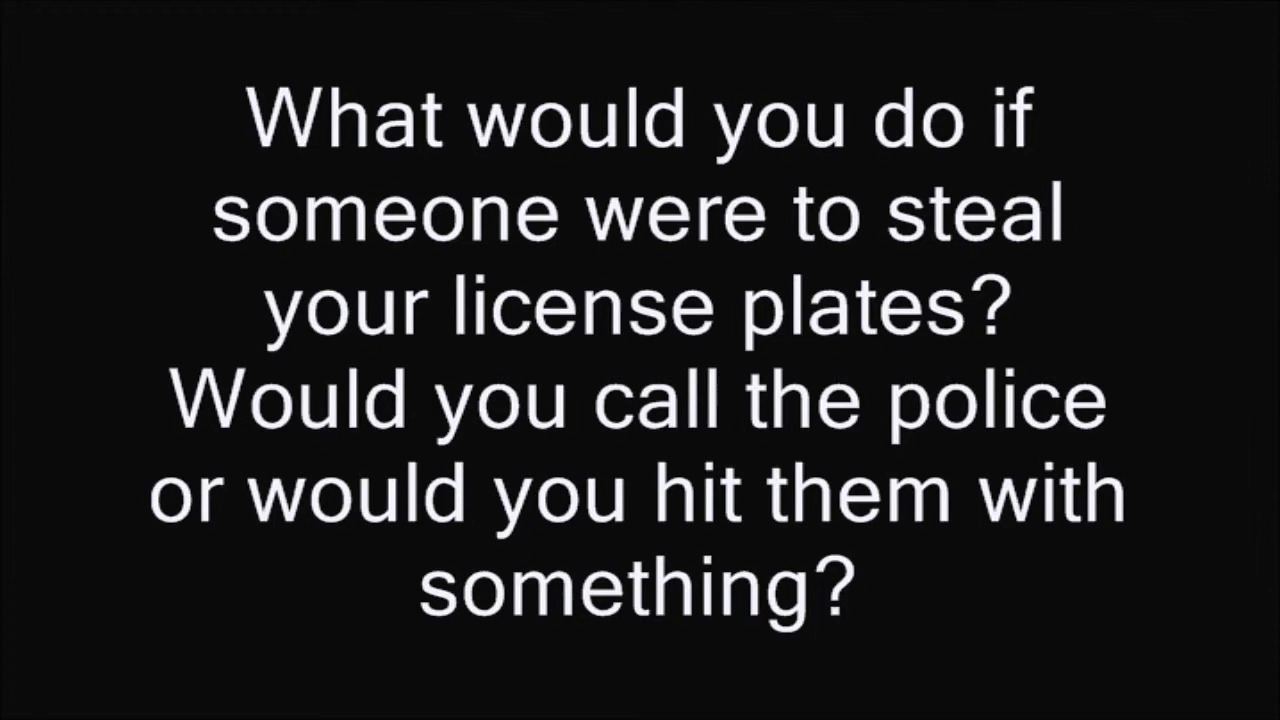 What would you do if
someone were to steal
your license plates?
Would you call the police
or would you hit them with
something?